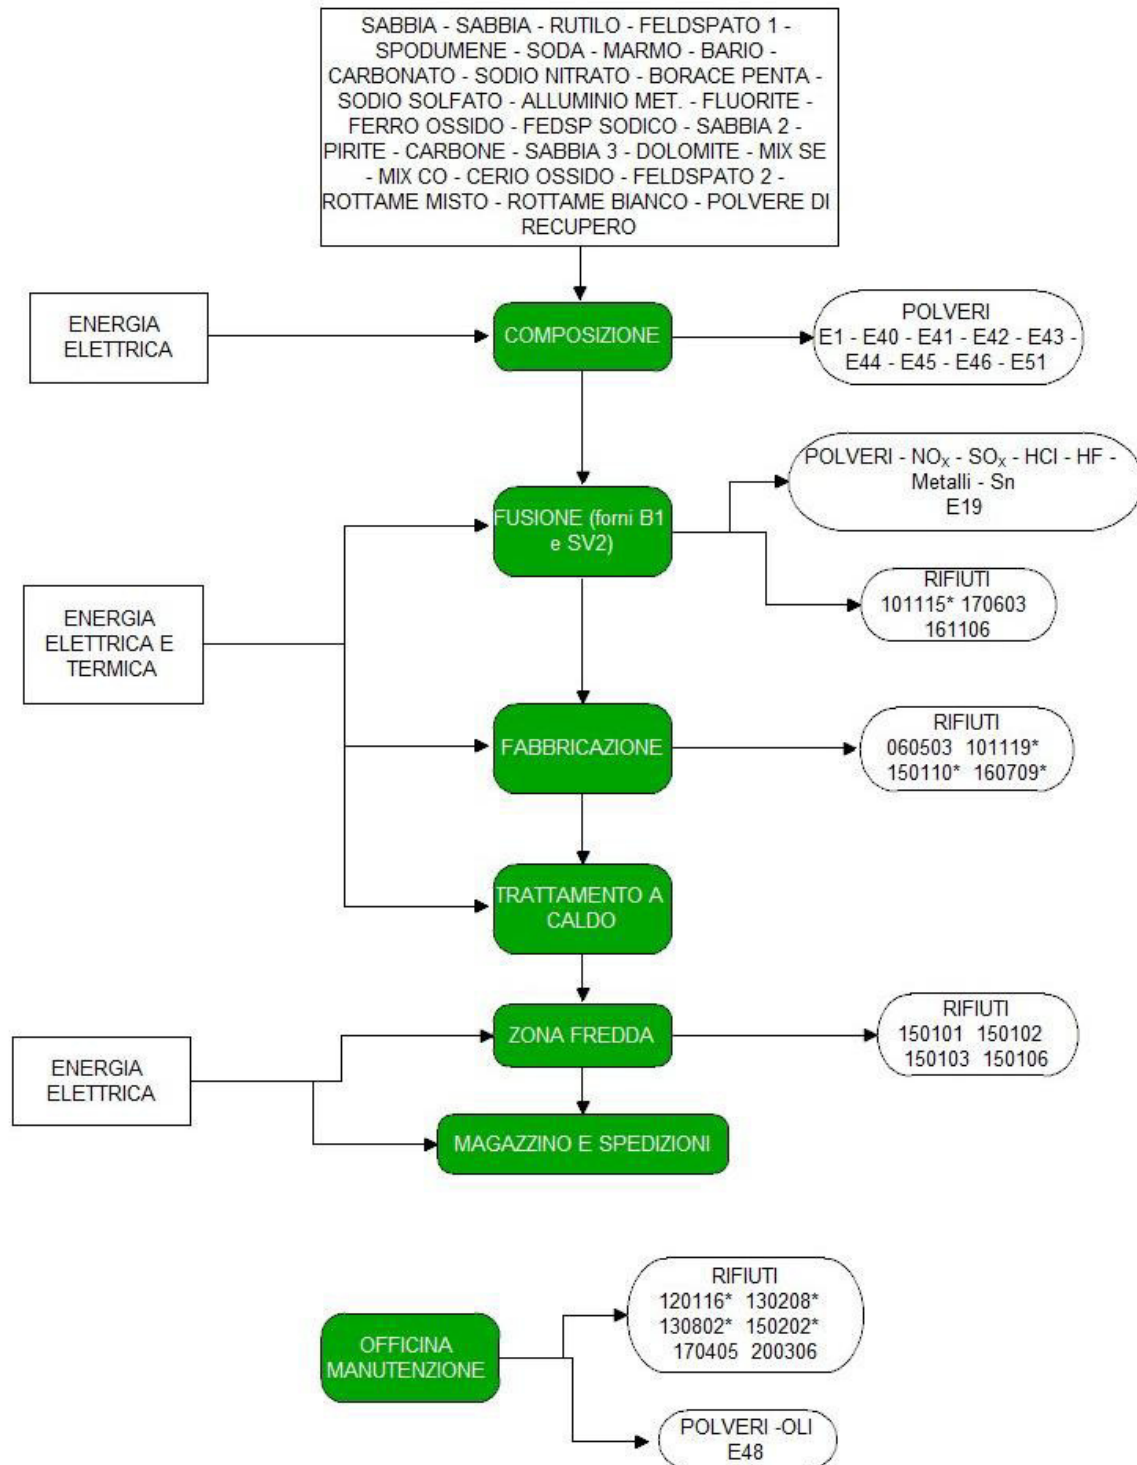 SABBIA - SABBIA - RUTILO - FELDSPATO 1 -
SPODUMENE - SODA - MARMO - BARIO -
CARBONATO - SODIO NITRATO - BORACE PENTA -
SODIO SOLFATO - ALLUMINIO MET. - FLUORITE -
FERRO OSSIDO - FEDSP SODICO - SABBIA 2 -
PIRITE - CARBONE - SABBIA 3 - DOLOMITE - MIX SE
- MIX CO - CERIO OSSIDO - FELDSPATO 2 -
ROTTAME MISTO - ROTTAME BIANCO - POLVERE DI
RECUPERO
ENERGIA
ELETTRICA
COMPOSIZIONE
POLVERI
E1 - E40 - E41 - E42 - E43 -
E44 - E45 - E46 - E51
POLVERI - NOx - SOx - HCl - HF -
Metalli - Sn
E19
FUSIONE (forni B1
e SV2)
RIFIUTI
101115* 170603
161106
ENERGIA
ELETTRICA E
TERMICA
FABBRICAZIONE
RIFIUTI
060503 101119*
150110* 160709*
TRATTAMENTO A
CALDO
ZONA FREDDA
RIFIUTI
150101 150102
150103 150106
ENERGIA
ELETTRICA
MAGAZZINO E SPEDIZIONI
RIFIUTI
120116* 130208*
130802* 150202*
170405 200306
OFFICINA
MANUTENZIONE
POLVERI -OLI
E48